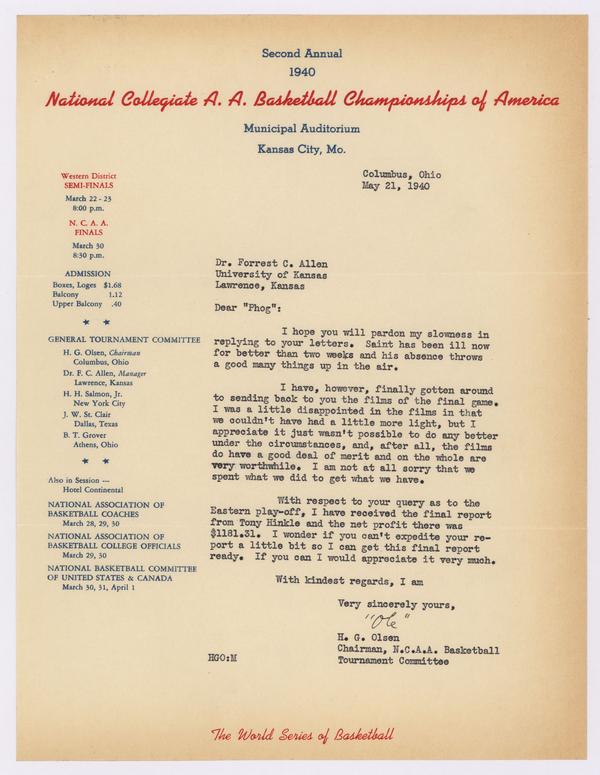 Second Annual
1940
National Collegiate A. A. Basketball Championships of America
Municipal Auditorium
Kansas City, Mo.
Western District
SEMI-FINALS
March 22 - 23
8:00 p.m.
N. C. A. A.
FINALS
March 30
8:30 p.m.
ADMISSION
Boxes, Loges $1.68
Balcony 1.12
Upper Balcony .40
GENERAL TOURNAMENT COMMITTEE
H. G. Olsen, Chairman
Columbus, Ohio
Dr. F. C. Allen, Manager
Lawrence, Kansas
H. H. Salmon, Jr.
New York City
J. W. St. Clair
Dallas, Texas
B. T. Grover
Athens, Ohio
Also in Session ---
Hotel Continental
NATIONAL ASSOCIATION OF
BASKETBALL COACHES
March 28, 29, 30
NATIONAL ASSOCIATION OF
BASKETBALL COLLEGE OFFICIALS
March 29, 30
NATIONAL BASKETBALL COMMITTEE
OF UNITED STATES & CANADA
March 30, 31, April 1
Columbus, Ohio
May 21, 1940
Dr. Forrest C. Allen
University of Kansas
Lawrence, Kansas
Dear "Phog":
I hope you will pardon my slowness in
replying to your letters. Saint has been ill now
for better than two weeks and his absence throws
a good many things up in the air.
I have, however, finally gotten around
to sending back to you the films of the final game.
I was a little disappointed in the films in that
we couldn't have had a little more light, but I
appreciate it just wasn't possible to do any better
under the circumstances, and, after all, the films
do have a good deal of merit and on the whole are
very worthwhile. I am not at all sorry that we
spent what we did to get what we have.
With respect to your query as to the
Eastern play-off, I have received the final report
from Tony Hinkle and the net profit there was
$1181.31. I wonder if you can't expedite your re-
port a little bit so I can get this final report
ready. If you can I would appreciate it very much.
With kindest regards, I am
Very sincerely yours,
"Ole"
H. G. Olsen
Chairman, N.C.A.A. Basketball
Tournament Committee
HGO:M
The World Series of Basketball